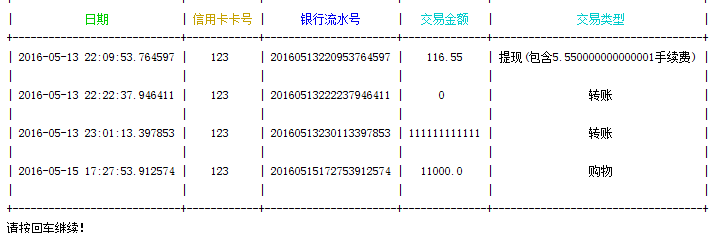 日期 信用卡卡号 银行流水号 交易金额 交易类型
2016-05-13 22:09:53.764597 123 20160513220953764597 116.55 提现(包含5.550000000000001手续费)
2016-05-13 22:22:37.946411 123 20160513222237946411 0 转账
2016-05-13 23:01:13.397853 123 20160513230113397853 111111111111 转账
2016-05-15 17:27:53.912574 123 20160515172753912574 11000.0 购物
请按回车继续!